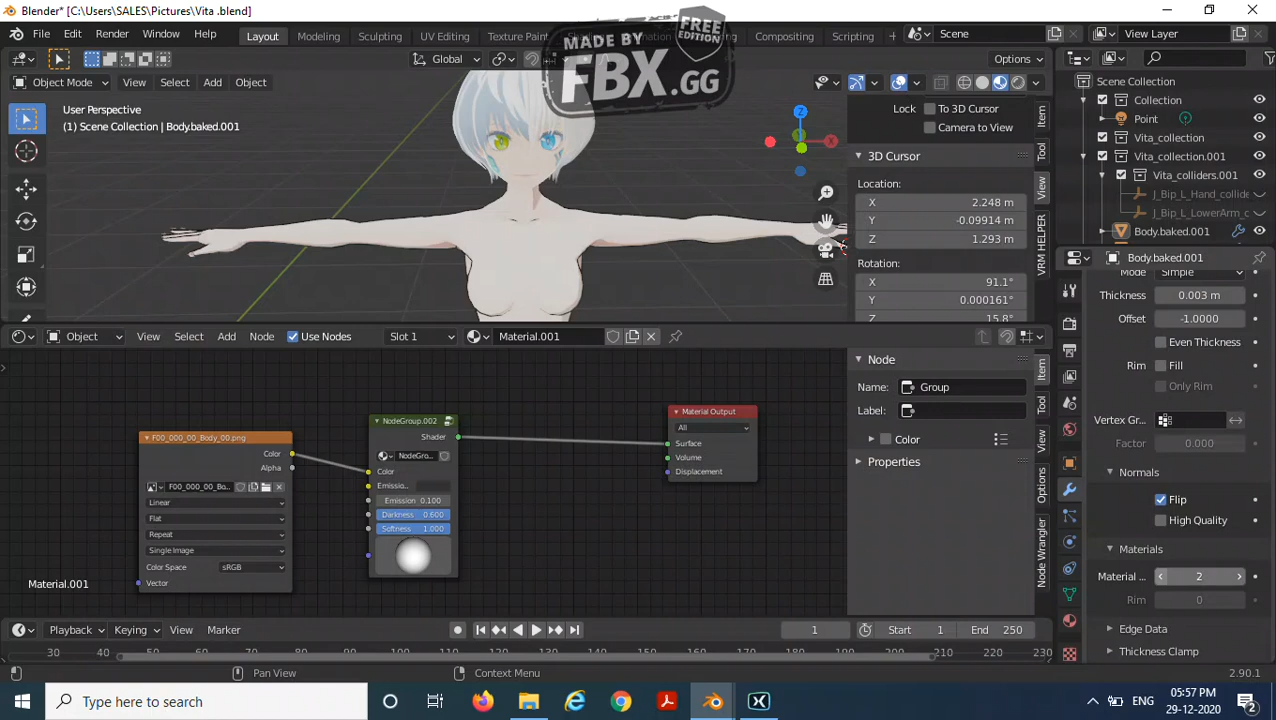 Blender* [C:\Users\SALES\Pictures\Vita .blend]
File Edit Render Window Help Layout Modeling Sculpting UV Editing Texture Paint Compositing Scripting Scene View Layer
MADE BY
FBX.GG
FREE
EDITION
Global Options
Object Mode View Select Add Object
User Perspective
(1) Scene Collection | Body.baked.001
Z
X
Lock To 3D Cursor
Camera to View
3D Cursor
Location:
X 2.248 m
Y -0.09914 m
Z 1.293 m
Rotation:
X 91.1°
Y 0.000161°
Z 15.8°
Item
Tool
View
VRM HELPER
Scene Collection
Collection
Point
Vita_collection
Vita_collection.001
Vita_colliders.001
J_Bip_L_Hand_collide
J_Bip_L_LowerArm_c
Body.baked.001
Body.baked.001
Mode Simple
Thickness 0.003 m
Offset -1.0000
Even Thickness
Rim Fill
Only Rim
Vertex Gr..
Factor 0.000
Normals
Flip
High Quality
Materials
Material ... 2
Rim 0
Edge Data
Thickness Clamp
Object View Select Add Node Use Nodes Slot 1 Material.001
F00_000_00_Body_00.png
Color
Alpha
F00_000_00_Bo..
Linear
Flat
Repeat
Single Image
Color Space sRGB
Vector
NodeGroup.002
Shader
NodeGro...
Color
Emissio..
Emission 0.100
Darkness 0.600
Softness 1.000
Material Output
All
Surface
Volume
Displacement
Material.001
Node
Name: Group
Label:
Color
Properties
Item
View
Options
Node Wrangler
Playback Keying View Marker 1 Start 1 End 250
30 40 50 60 70 80 90 100 110 120 130 140 150 160 170 180 190 200 210 220 230
Pan View Context Menu 2.90.1
Type here to search
ENG
05:57 PM
29-12-2020
2